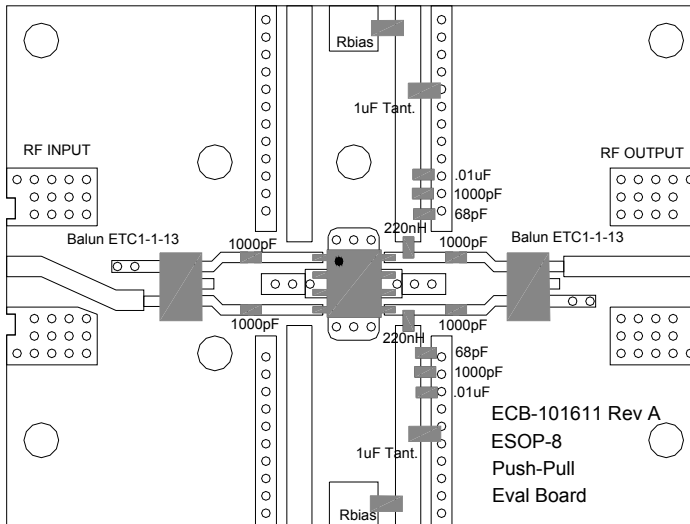 Rbias
1uF Tant.
RF INPUT
RF OUTPUT
.01uF
1000pF
68pF
220nH
Balun ETC1-1-13
1000pF
1000pF
Balun ETC1-1-13
1000pF
1000pF
220nH
68pF
1000pF
.01uF
1uF Tant.
Rbias
ECB-101611 Rev A
ESOP-8
Push-Pull
Eval Board